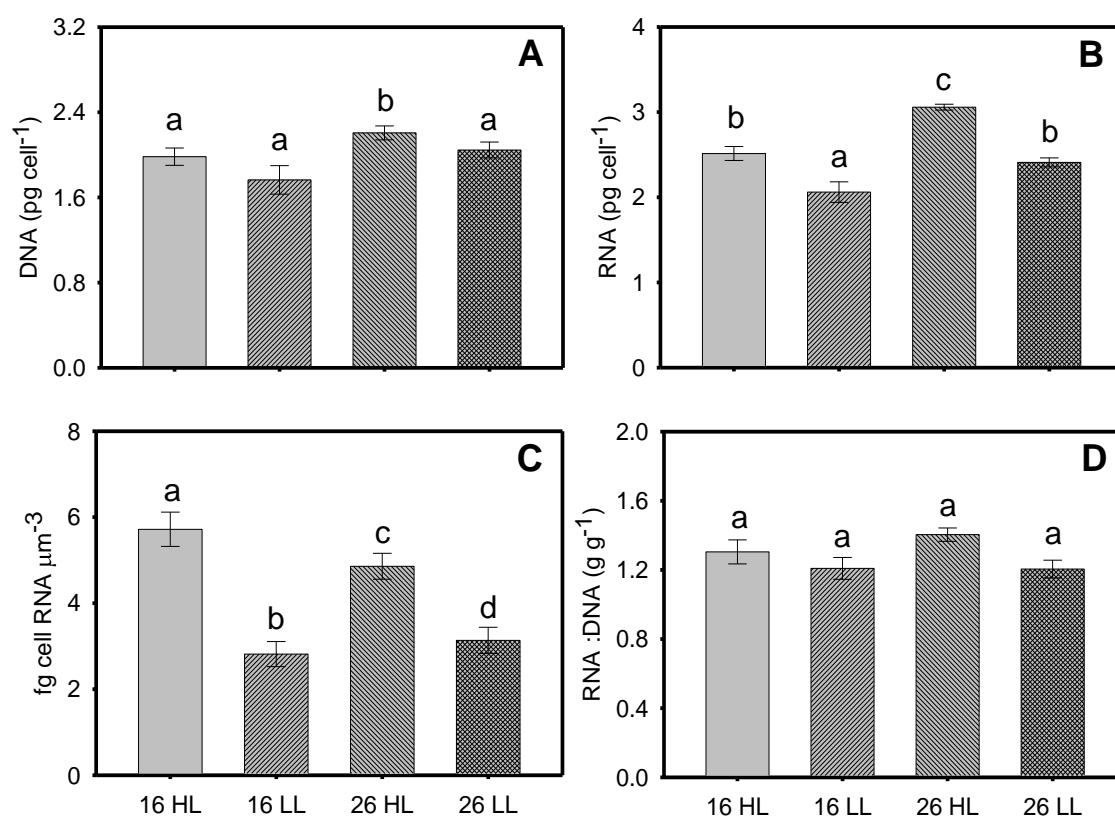 A
DNA (pg cell-1)
3.2
2.4
1.6
0.8
0.0
a
a
b
a
B
RNA (pg cell-1)
4
3
2
1
0
b
a
c
b
C
fg cell RNA μm-3
8
6
4
2
0
a
b
c
d
16 HL 16 LL 26 HL 26 LL
D
RNA :DNA (g g-1)
2.0
1.6
1.2
0.8
0.4
0.0
a
a
a
a
16 HL 16 LL 26 HL 26 LL